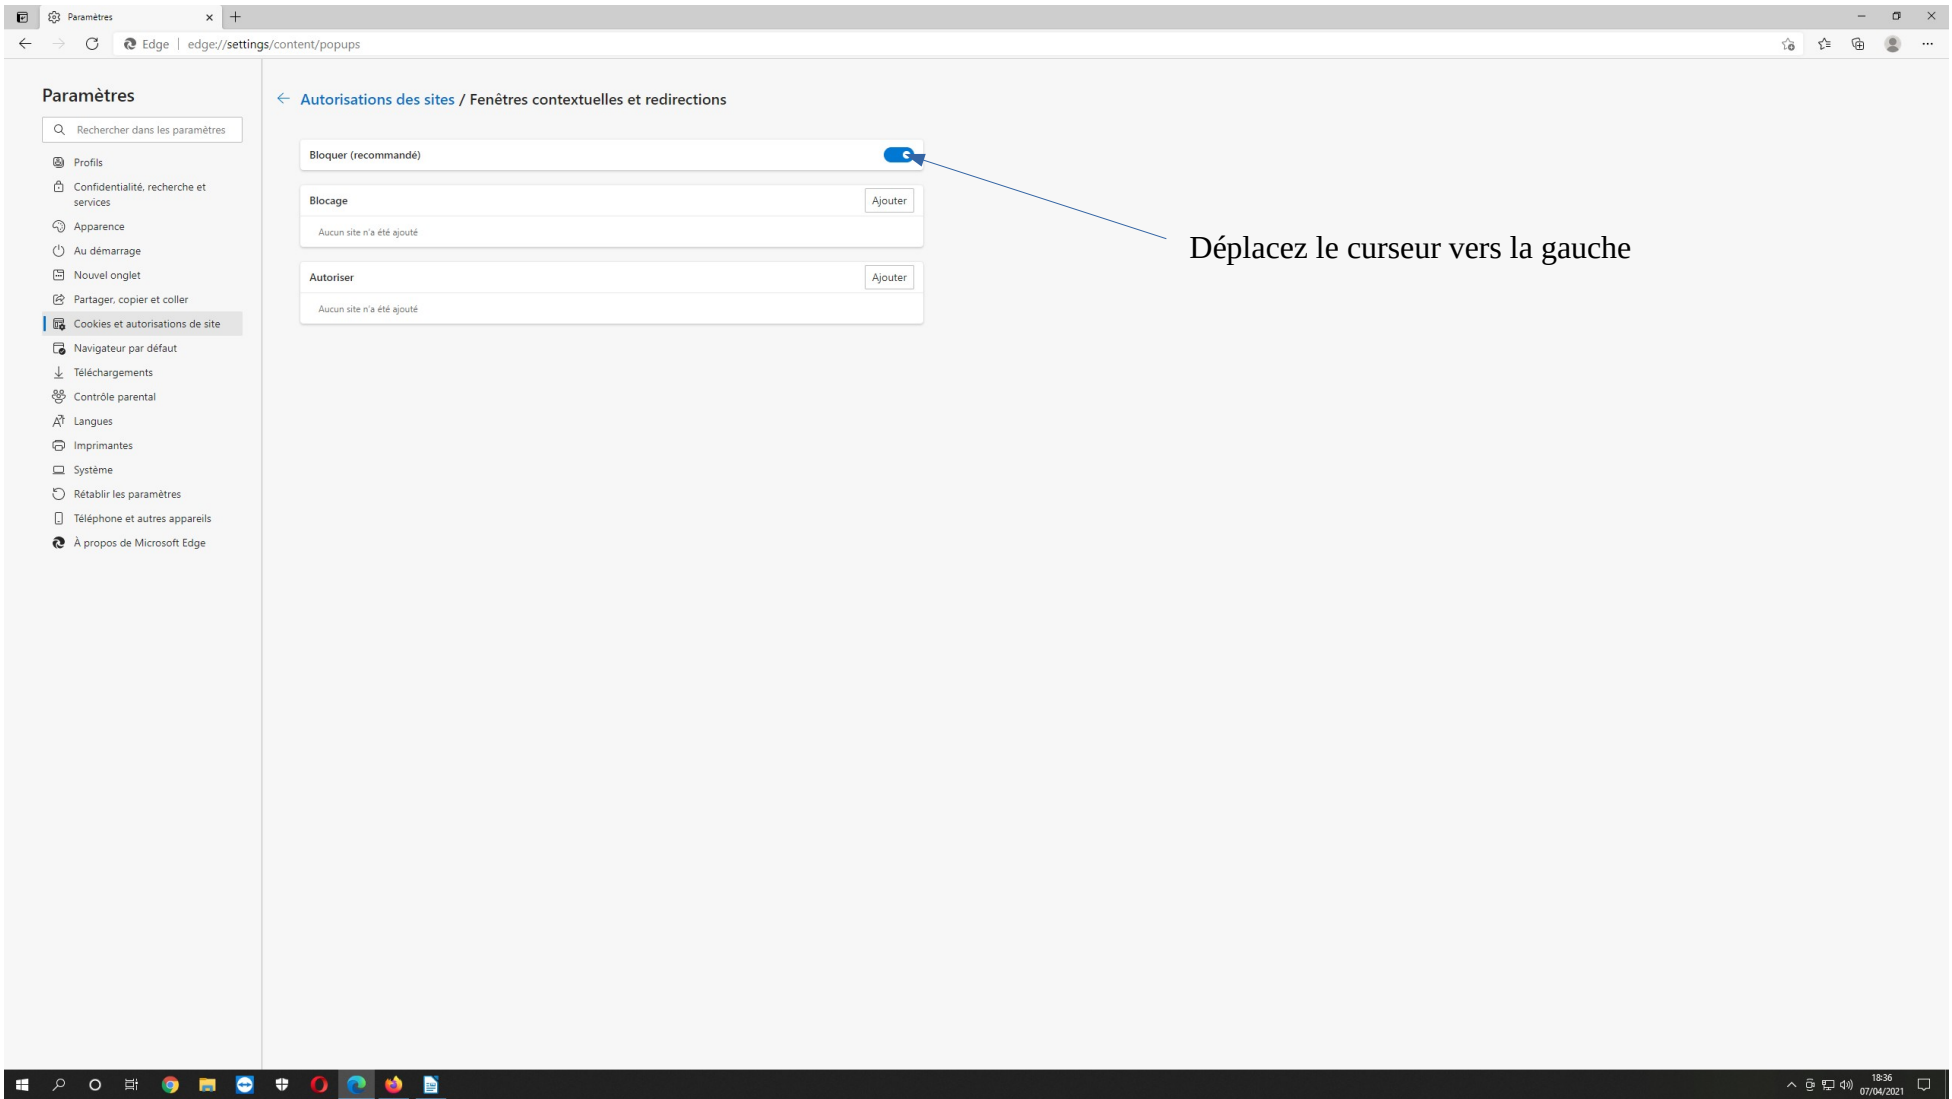 Paramètres
Edge | edge://settings/content/popups
Paramètres
Rechercher dans les paramètres
Profils
Confidentialité, recherche et
services
Apparence
Au démarrage
Nouvel onglet
Partager, copier et coller
Cookies et autorisations de site
Navigateur par défaut
Téléchargements
Contrôle parental
Langues
Imprimantes
Système
Rétablir les paramètres
Téléphone et autres appareils
À propos de Microsoft Edge
Autorisations des sites / Fenêtres contextuelles et redirections
Bloquer (recommandé)
Blocage
Ajouter
Aucun site n'a été ajouté
Autoriser
Ajouter
Aucun site n'a été ajouté
Déplacez le curseur vers la gauche
18:36
07/04/2021